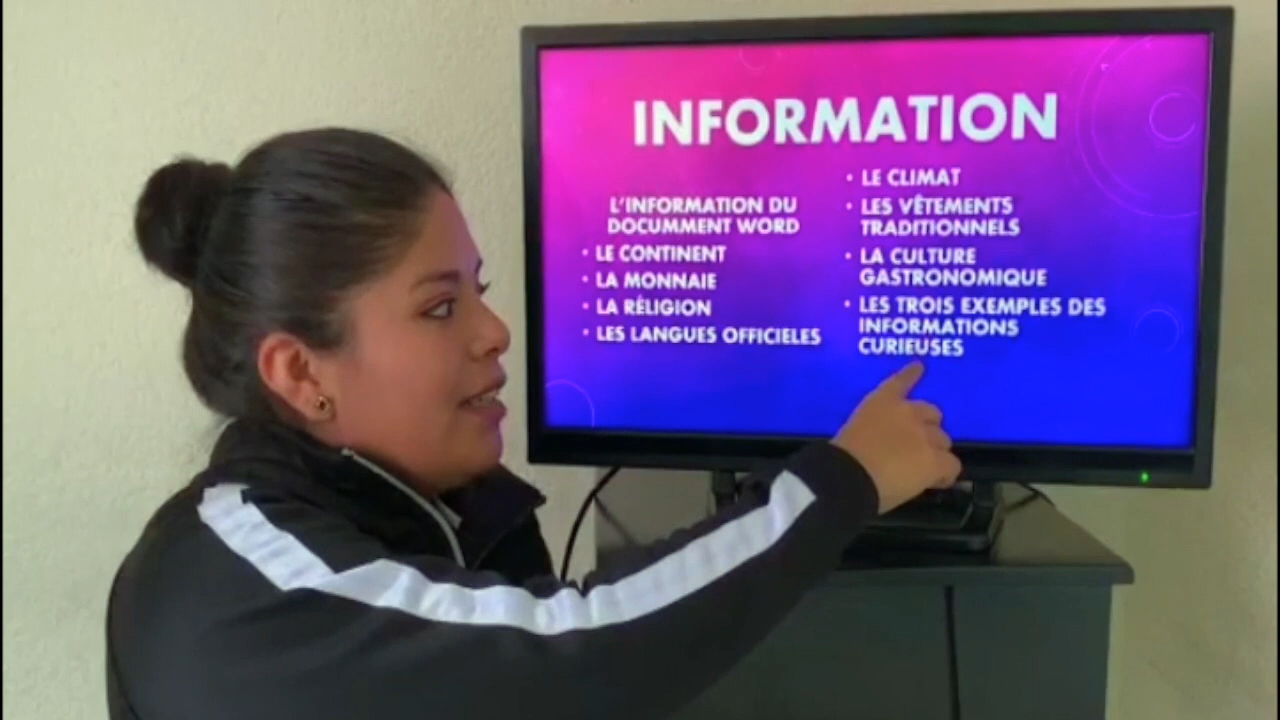 INFORMATION
L'INFORMATION DU
DOCUMMENT WORD
• LE CONTINENT
• LA MONNAIE
• LA RÉLIGION
• LES LANGUES OFFICIELES
• LE CLIMAT
• LES VÊTEMENTS
TRADITIONNELS
• LA CULTURE
GASTRONOMIQUE
• LES TROIS EXEMPLES DES
INFORMATIONS
CURIEUSES